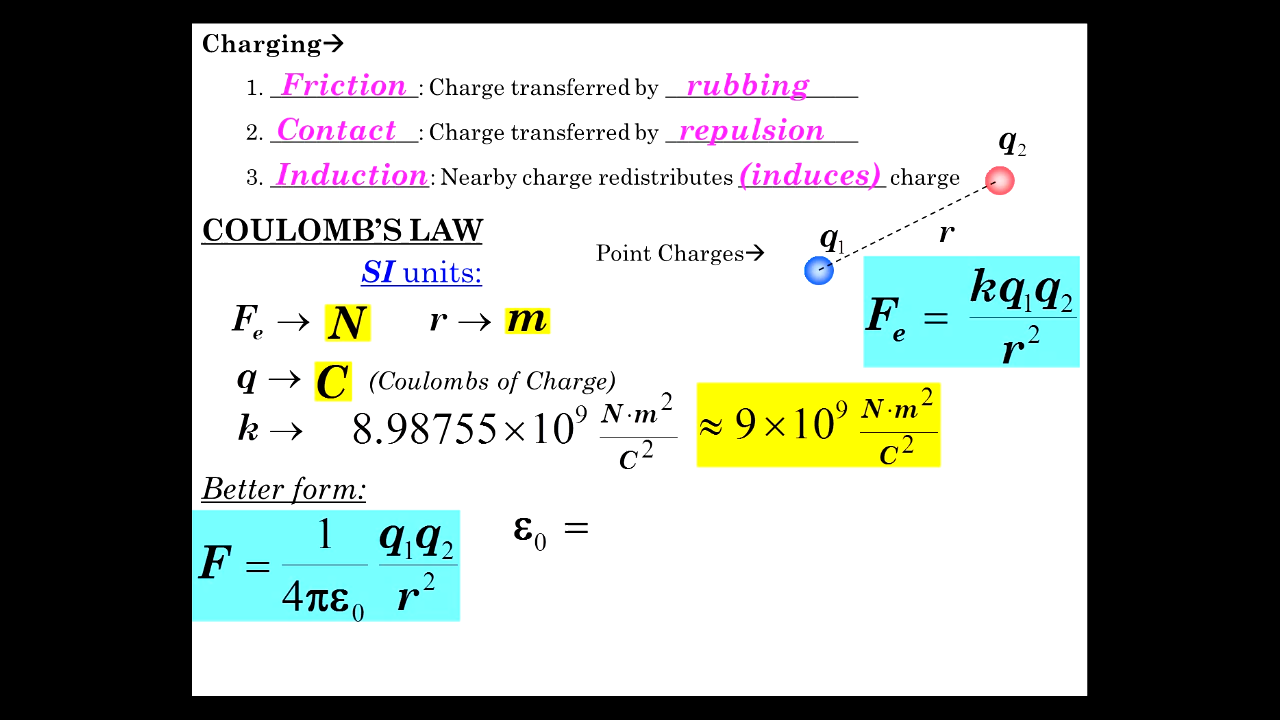 Charging→
1. Friction: Charge transferred by rubbing
2. Contact: Charge transferred by repulsion
3. Induction: Nearby charge redistributes (induces) charge
q₂
COULOMB'S LAW
Point Charges→
q₁
r
SI units:
Fₑ → N r → m
Fₑ = kq₁q₂/r²
q → C (Coulombs of Charge)
k → 8.98755×10⁹ N·m²/C² ≈ 9×10⁹ N·m²/C²
Better form:
F = 1/4πε₀ q₁q₂/r²
ε₀ =